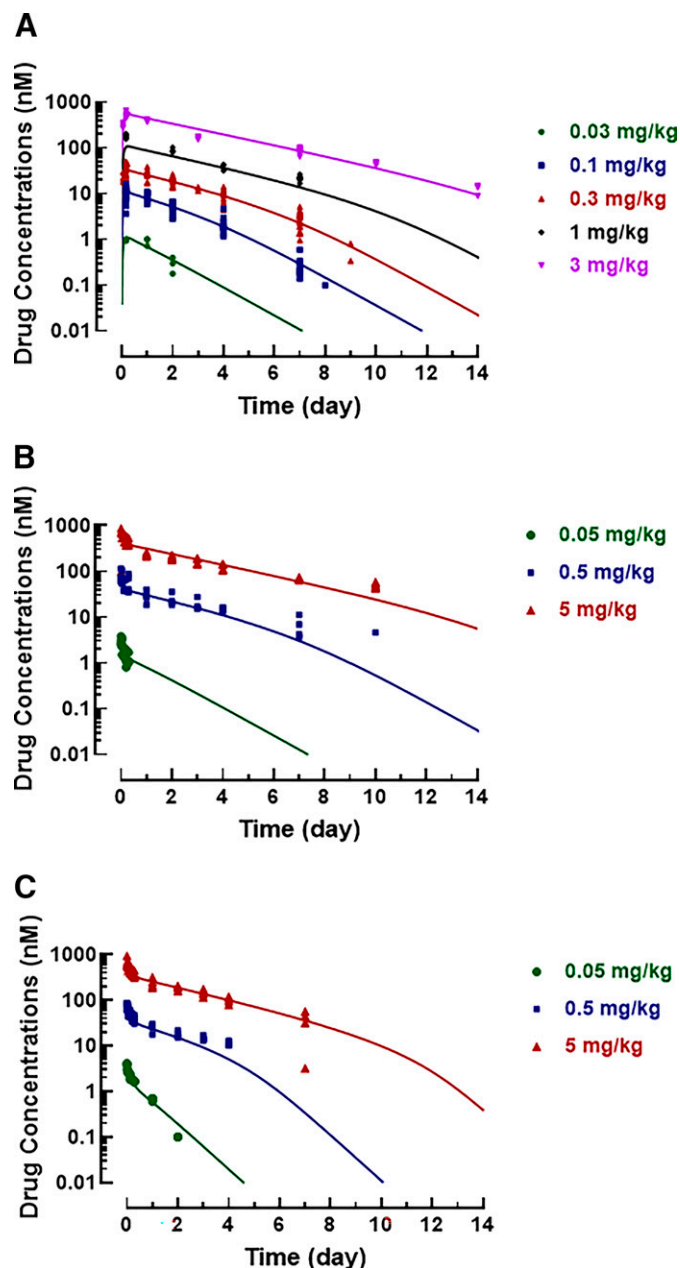 A
Drug Concentrations (nM)
1000
100
10
1
0.1
0.01
0 2 4 6 8 10 12 14
Time (day)
0.03 mg/kg
0.1 mg/kg
0.3 mg/kg
1 mg/kg
3 mg/kg
B
Drug Concentrations (nM)
1000
100
10
1
0.1
0.01
0 2 4 6 8 10 12 14
Time (day)
0.05 mg/kg
0.5 mg/kg
5 mg/kg
C
Drug Concentrations (nM)
1000
100
10
1
0.1
0.01
0 2 4 6 8 10 12 14
Time (day)
0.05 mg/kg
0.5 mg/kg
5 mg/kg